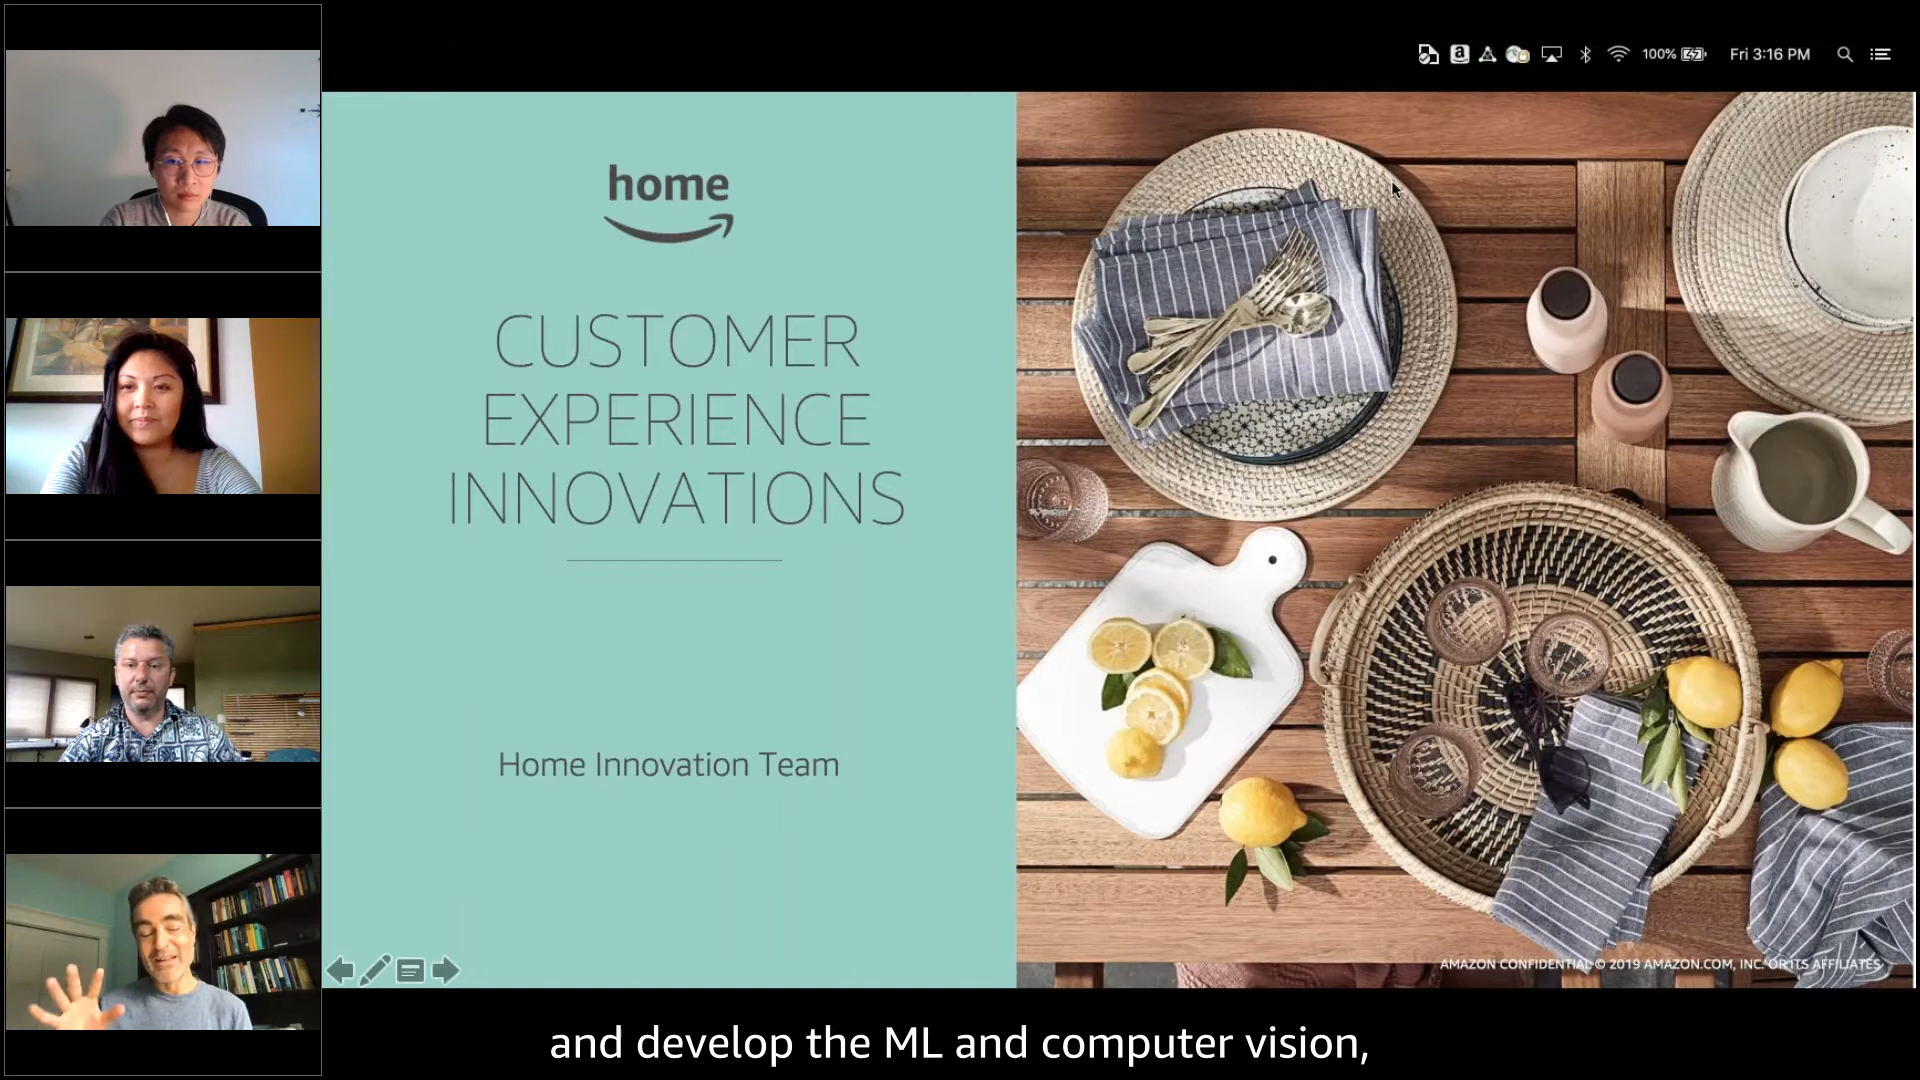 100%
Fri 3:16 PM
home
CUSTOMER
EXPERIENCE
INNOVATIONS
Home Innovation Team
AMAZON CONFIDENTIAL © 2019 AMAZON.COM, INC. OR ITS AFFILIATES
and develop the ML and computer vision,